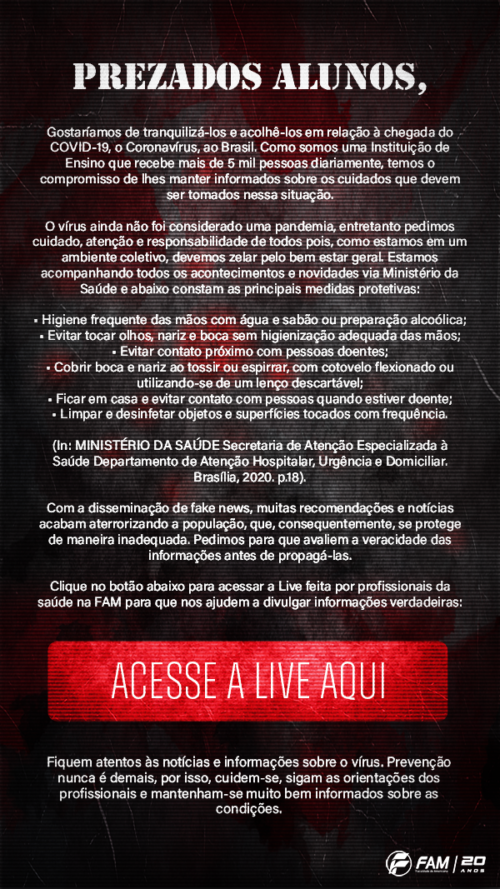 PREZADOS ALUNOS,
Gostaríamos de tranquilizá-los e acolhê-los em relação à chegada do
COVID-19, o Coronavírus, ao Brasil. Como somos uma Instituição de
Ensino que recebe mais de 5 mil pessoas diariamente, temos o
compromisso de lhes manter informados sobre os cuidados que devem
ser tomados nessa situação.
O vírus ainda não foi considerado uma pandemia, entretanto pedimos
cuidado, atenção e responsabilidade de todos pois, como estamos em um
ambiente coletivo, devemos zelar pelo bem estar geral. Estamos
acompanhando todos os acontecimentos e novidades via Ministério da
Saúde e abaixo constam as principais medidas protetivas:
• Higiene frequente das mãos com água e sabão ou preparação alcoólica;
• Evitar tocar olhos, nariz e boca sem higienização adequada das mãos;
• Evitar contato próximo com pessoas doentes;
• Cobrir boca e nariz ao tossir ou espirrar, com cotovelo flexionado ou
utilizando-se de um lenço descartável;
• Ficar em casa e evitar contato com pessoas quando estiver doente;
• Limpar e desinfetar objetos e superfícies tocados com frequência.
(In: MINISTÉRIO DA SAÚDE Secretaria de Atenção Especializada à
Saúde Departamento de Atenção Hospitalar, Urgência e Domiciliar.
Brasília, 2020. p.18).
Com a disseminação de fake news, muitas recomendações e notícias
acabam aterrorizando a população, que, consequentemente, se protege
de maneira inadequada. Pedimos para que avaliem a veracidade das
informações antes de propagá-las.
Clique no botão abaixo para acessar a Live feita por profissionais da
saúde na FAM para que nos ajudem a divulgar informações verdadeiras:
ACESSE A LIVE AQUI
Fiquem atentos às notícias e informações sobre o vírus. Prevenção
nunca é demais, por isso, cuidem-se, sigam as orientações dos
profissionais e mantenham-se muito bem informados sobre as
condições.
FAM | 20
ANOS